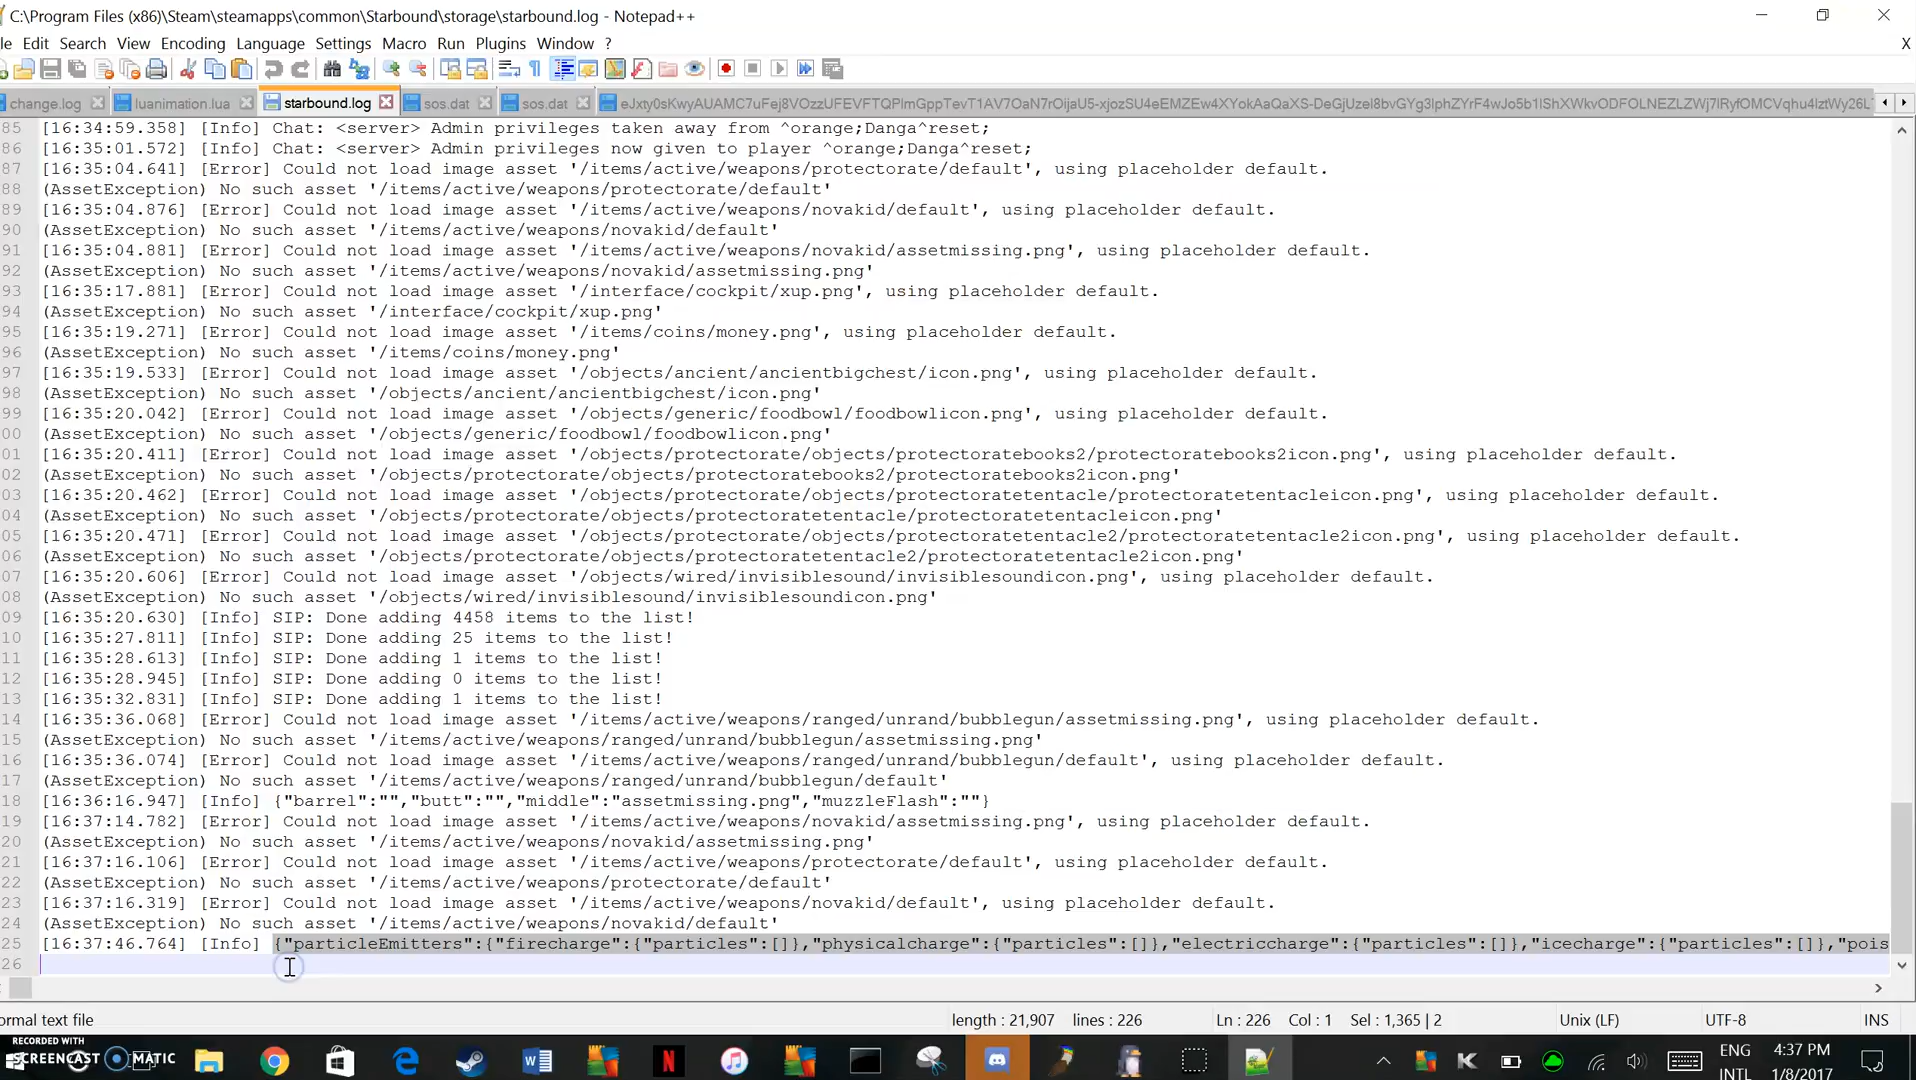 C:\Program Files (x86)\Steam\steamapps\common\Starbound\storage\starbound.log - Notepad++
le Edit Search View Encoding Language Settings Macro Run Plugins Window ?
X
change.log luanimation.lua starbound.log sos.dat sos.dat
85 [16:34:59.358] [Info] Chat: <server> Admin privileges taken away from ^orange;Danga^reset;
86 [16:35:01.572] [Info] Chat: <server> Admin privileges now given to player ^orange;Danga^reset;
87 [16:35:04.641] [Error] Could not load image asset '/items/active/weapons/protectorate/default', using placeholder default.
88 (AssetException) No such asset '/items/active/weapons/protectorate/default'
89 [16:35:04.876] [Error] Could not load image asset '/items/active/weapons/novakid/default', using placeholder default.
90 (AssetException) No such asset '/items/active/weapons/novakid/default'
91 [16:35:04.881] [Error] Could not load image asset '/items/active/weapons/novakid/assetmissing.png', using placeholder default.
92 (AssetException) No such asset '/items/active/weapons/novakid/assetmissing.png'
93 [16:35:17.881] [Error] Could not load image asset '/interface/cockpit/xup.png', using placeholder default.
94 (AssetException) No such asset '/interface/cockpit/xup.png'
95 [16:35:19.271] [Error] Could not load image asset '/items/coins/money.png', using placeholder default.
96 (AssetException) No such asset '/items/coins/money.png'
97 [16:35:19.533] [Error] Could not load image asset '/objects/ancient/ancientbigchest/icon.png', using placeholder default.
98 (AssetException) No such asset '/objects/ancient/ancientbigchest/icon.png'
99 [16:35:20.042] [Error] Could not load image asset '/objects/generic/foodbowl/foodbowlicon.png', using placeholder default.
00 (AssetException) No such asset '/objects/generic/foodbowl/foodbowlicon.png'
01 [16:35:20.411] [Error] Could not load image asset '/objects/protectorate/objects/protectoratebooks2/protectoratebooks2icon.png', using placeholder default.
02 (AssetException) No such asset '/objects/protectorate/objects/protectoratebooks2/protectoratebooks2icon.png'
03 [16:35:20.462] [Error] Could not load image asset '/objects/protectorate/objects/protectoratetentacle/protectoratetentacleicon.png', using placeholder default.
04 (AssetException) No such asset '/objects/protectorate/objects/protectoratetentacle/protectoratetentacleicon.png'
05 [16:35:20.471] [Error] Could not load image asset '/objects/protectorate/objects/protectoratetentacle2/protectoratetentacle2icon.png', using placeholder default.
06 (AssetException) No such asset '/objects/protectorate/objects/protectoratetentacle2/protectoratetentacle2icon.png'
07 [16:35:20.606] [Error] Could not load image asset '/objects/wired/invisiblesound/invisiblesoundicon.png', using placeholder default.
08 (AssetException) No such asset '/objects/wired/invisiblesound/invisiblesoundicon.png'
09 [16:35:20.630] [Info] SIP: Done adding 4458 items to the list!
10 [16:35:27.811] [Info] SIP: Done adding 25 items to the list!
11 [16:35:28.613] [Info] SIP: Done adding 1 items to the list!
12 [16:35:28.945] [Info] SIP: Done adding 0 items to the list!
13 [16:35:32.831] [Info] SIP: Done adding 1 items to the list!
14 [16:35:36.068] [Error] Could not load image asset '/items/active/weapons/ranged/unrand/bubblegun/assetmissing.png', using placeholder default.
15 (AssetException) No such asset '/items/active/weapons/ranged/unrand/bubblegun/assetmissing.png'
16 [16:35:36.074] [Error] Could not load image asset '/items/active/weapons/ranged/unrand/bubblegun/default', using placeholder default.
17 (AssetException) No such asset '/items/active/weapons/ranged/unrand/bubblegun/default'
18 [16:36:16.947] [Info] {"barrel":"","butt":"","middle":"assetmissing.png","muzzleFlash":""}
19 [16:37:14.782] [Error] Could not load image asset '/items/active/weapons/novakid/assetmissing.png', using placeholder default.
20 (AssetException) No such asset '/items/active/weapons/novakid/assetmissing.png'
21 [16:37:16.106] [Error] Could not load image asset '/items/active/weapons/protectorate/default', using placeholder default.
22 (AssetException) No such asset '/items/active/weapons/protectorate/default'
23 [16:37:16.319] [Error] Could not load image asset '/items/active/weapons/novakid/default', using placeholder default.
24 (AssetException) No such asset '/items/active/weapons/novakid/default'
25 [16:37:46.764] [Info] {"particleEmitters":{"firecharge":{"particles":[]},"physicalcharge":{"particles":[]},"electriccharge":{"particles":[]},"icecharge":{"particles":[]},"pois
26
ormal text file length : 21,907 lines : 226 Ln : 226 Col : 1 Sel : 1,365 | 2 Unix (LF) UTF-8 INS
RECORDED WITH
SCREENCAST MATIC
ENG
INTL
4:37 PM
1/8/2017